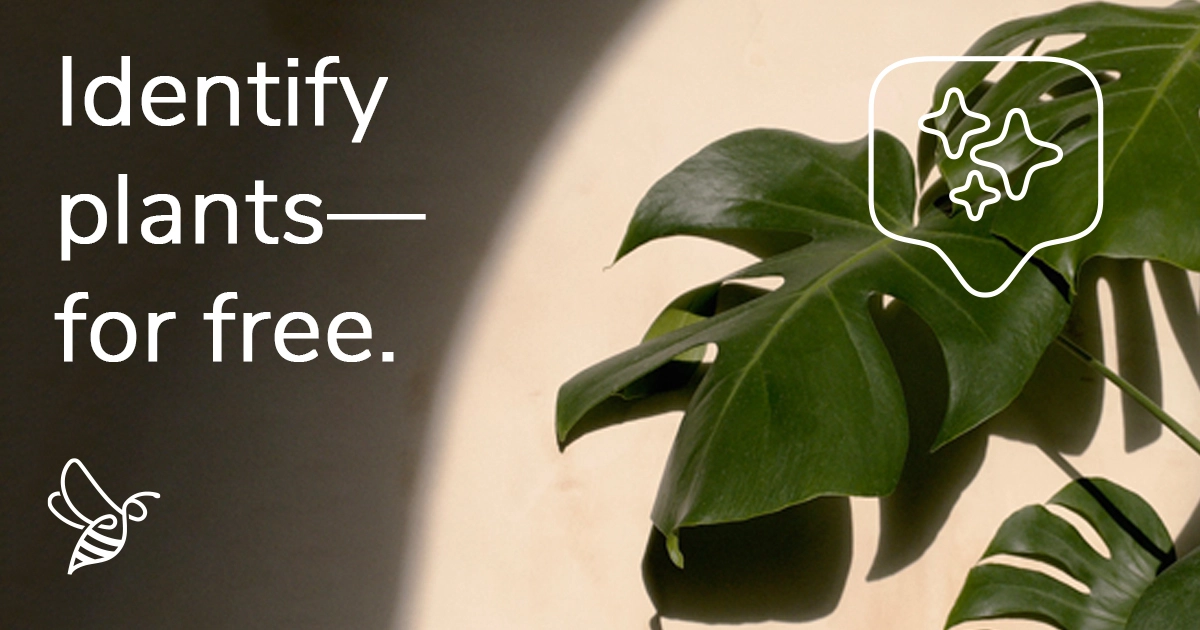 Identify
plants—
for free.